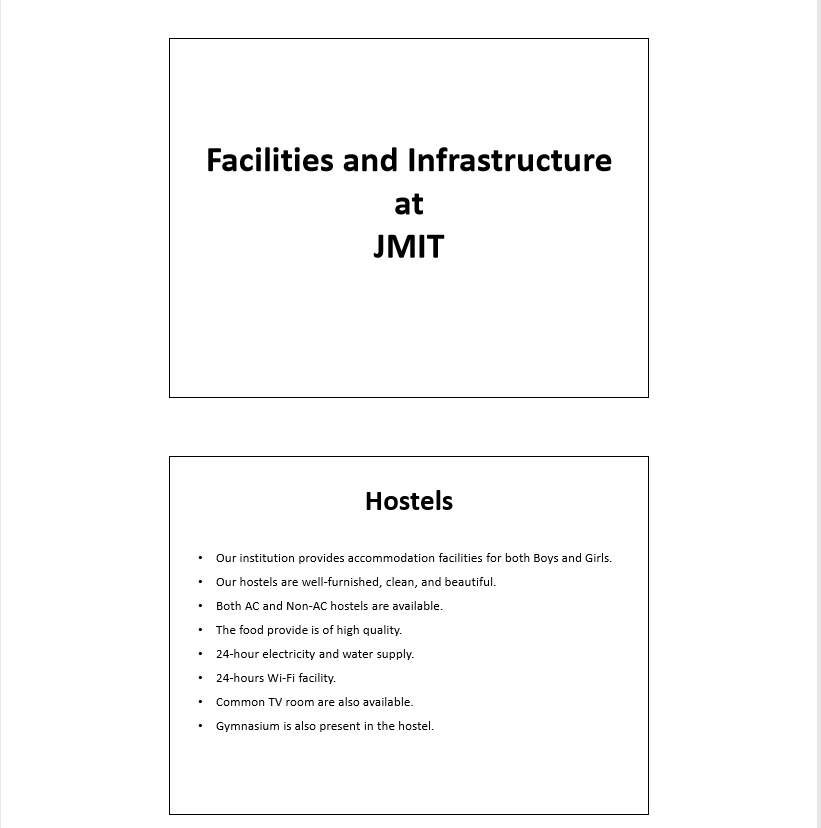 Facilities and Infrastructure
at
JMIT
Hostels
• Our institution provides accommodation facilities for both Boys and Girls.
• Our hostels are well-furnished, clean, and beautiful.
• Both AC and Non-AC hostels are available.
• The food provide is of high quality.
• 24-hour electricity and water supply.
• 24-hours Wi-Fi facility.
• Common TV room are also available.
• Gymnasium is also present in the hostel.